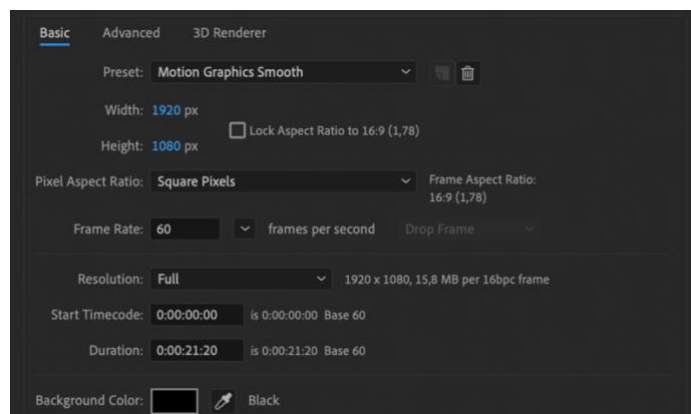 Basic Advanced 3D Renderer
Preset: Motion Graphics Smooth
Width: 1920 px
Lock Aspect Ratio to 16:9 (1,78)
Height: 1080 px
Pixel Aspect Ratio: Square Pixels
Frame Aspect Ratio:
16:9 (1,78)
Frame Rate: 60 frames per second Drop Frame
Resolution: Full 1920 x 1080, 15,8 MB per 16bpc frame
Start Timecode: 0:00:00:00 is 0:00:00:00 Base 60
Duration: 0:00:21:20 is 0:00:21:20 Base 60
Background Color: Black